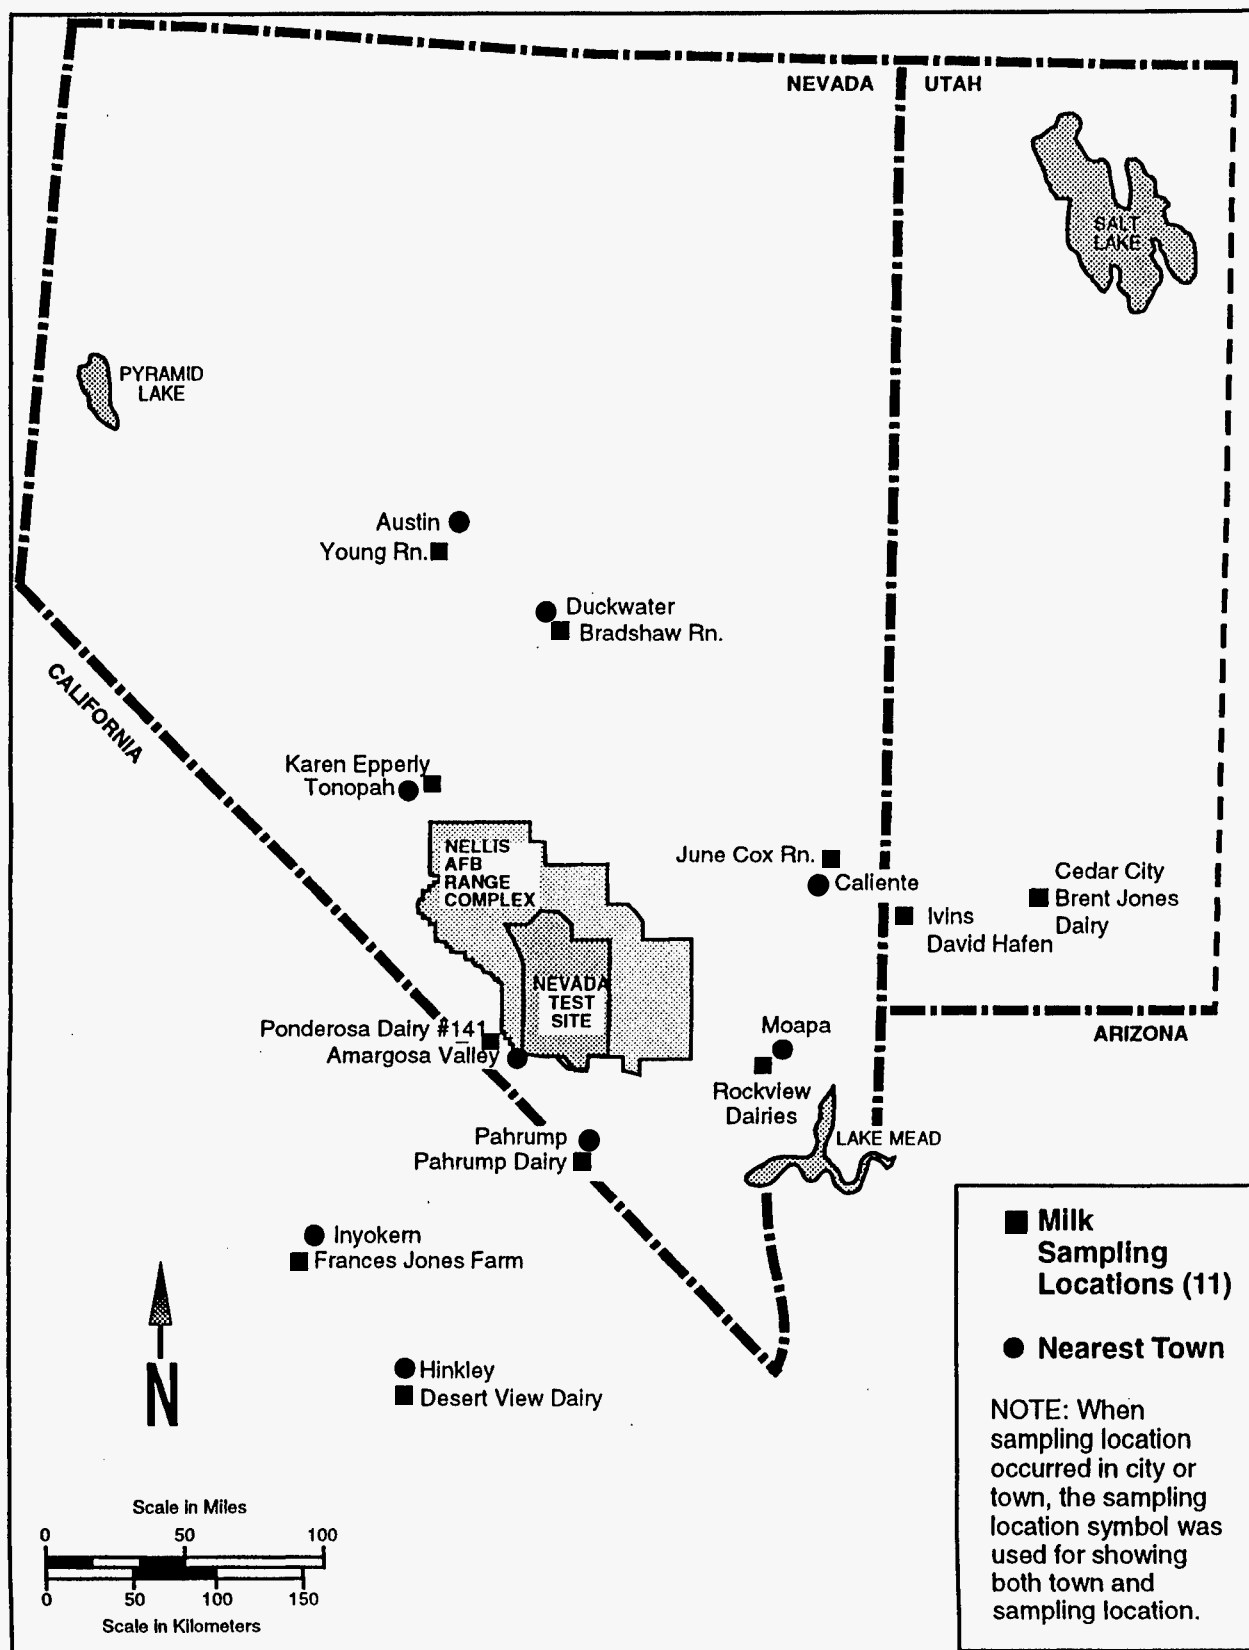 NEVADA
UTAH
SALT
LAKE
PYRAMID
LAKE
Austin
Young Rn.
Duckwater
Bradshaw Rn.
CALIFORNIA
Karen Epperly
Tonopah
NELLIS
AFB
RANGE
COMPLEX
June Cox Rn.
Caliente
Cedar City
Brent Jones
Dairy
Ivins
David Hafen
NEVADA
TEST
SITE
Ponderosa Dairy #141
Amargosa Valley
Moapa
Rockview
Dairies
ARIZONA
LAKE MEAD
Pahrump
Pahrump Dairy
Inyokern
Frances Jones Farm
N
Hinkley
Desert View Dairy
Milk
Sampling
Locations (11)
Nearest Town
NOTE: When
sampling location
occurred in city or
town, the sampling
location symbol was
used for showing
both town and
sampling location.
Scale in Miles
0 50 100
0 50 100 150
Scale in Kilometers